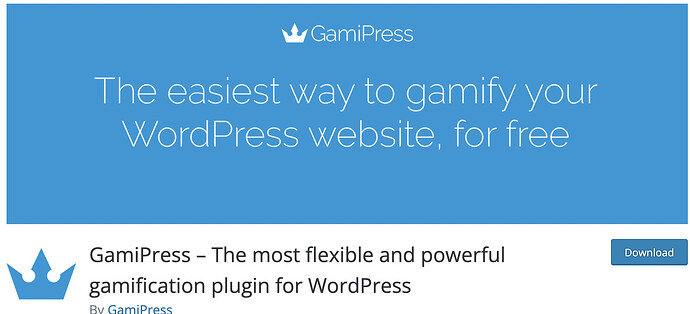 GamiPress
The easiest way to gamify your
WordPress website, for free
GamiPress – The most flexible and powerful
gamification plugin for WordPress
Download
By GamiPress